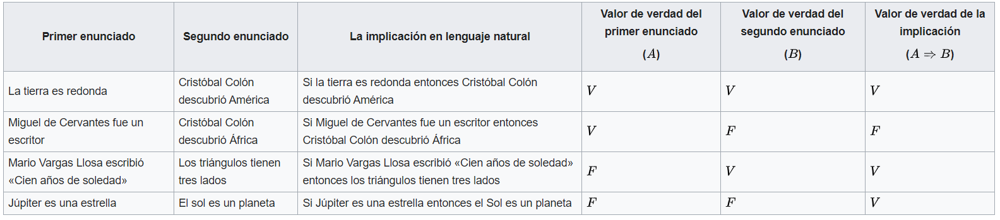 Primer enunciado
Segundo enunciado
La implicación en lenguaje natural
Valor de verdad del
primer enunciado
(A)
Valor de verdad del
segundo enunciado
(B)
Valor de verdad de la
implicación
(A ⇒ B)
La tierra es redonda
Cristóbal Colón
descubrió América
Si la tierra es redonda entonces Cristóbal Colón
descubrió América
V
V
V
Miguel de Cervantes fue un
escritor
Cristóbal Colón
descubrió África
Si Miguel de Cervantes fue un escritor entonces
Cristóbal Colón descubrió África
V
F
F
Mario Vargas Llosa escribió
«Cien años de soledad»
Los triángulos tienen
tres lados
Si Mario Vargas Llosa escribió «Cien años de soledad»
entonces los triángulos tienen tres lados
F
V
V
Júpiter es una estrella
El sol es un planeta
Si Júpiter es una estrella entonces el Sol es un planeta
F
F
V